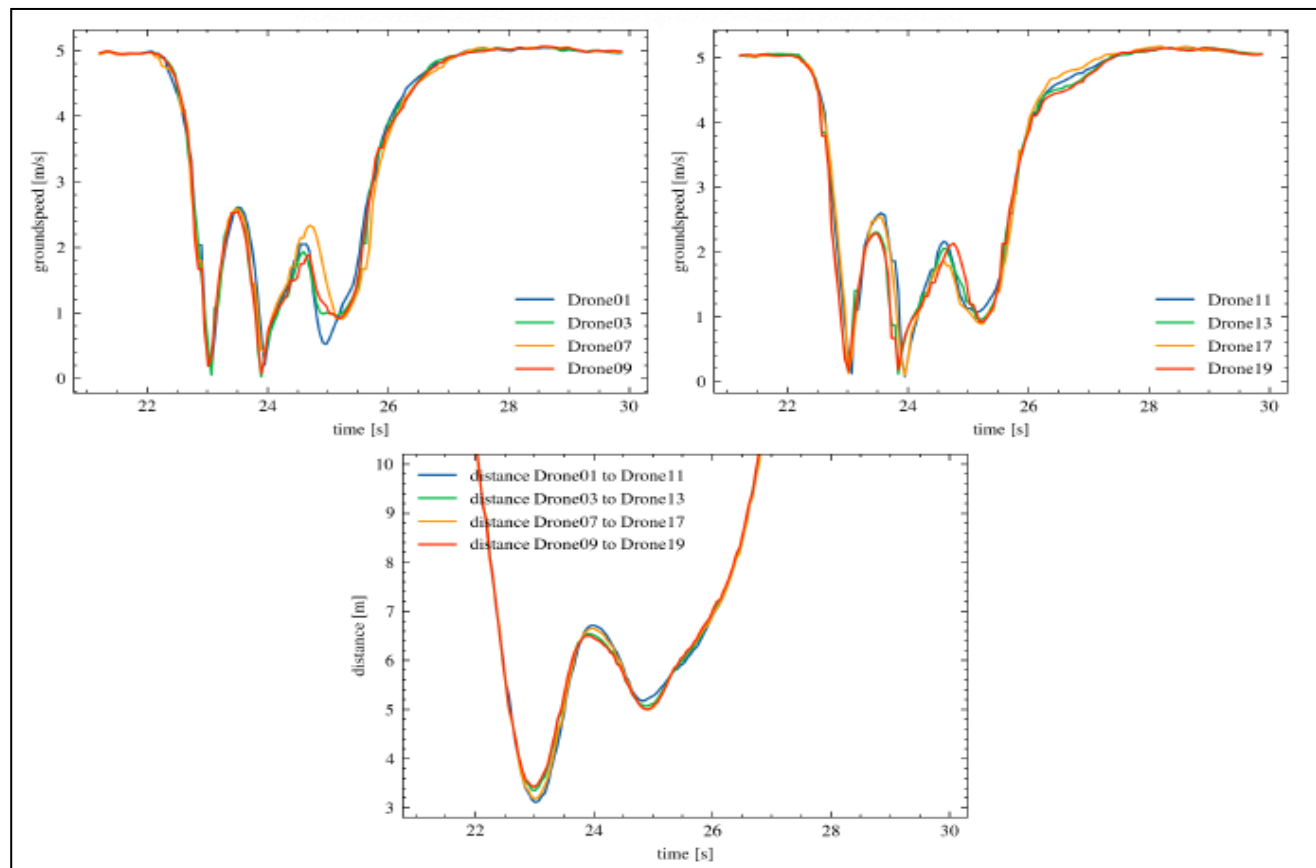 5
4
3
2
1
0
groundspeed [m/s]
Drone01
Drone03
Drone07
Drone09
22
24
26
28
30
time [s]
5
4
3
2
1
0
groundspeed [m/s]
Drone11
Drone13
Drone17
Drone19
22
24
26
28
30
time [s]
10
9
8
7
6
5
4
3
distance [m]
distance Drone01 to Drone11
distance Drone03 to Drone13
distance Drone07 to Drone17
distance Drone09 to Drone19
22
24
26
28
30
time [s]